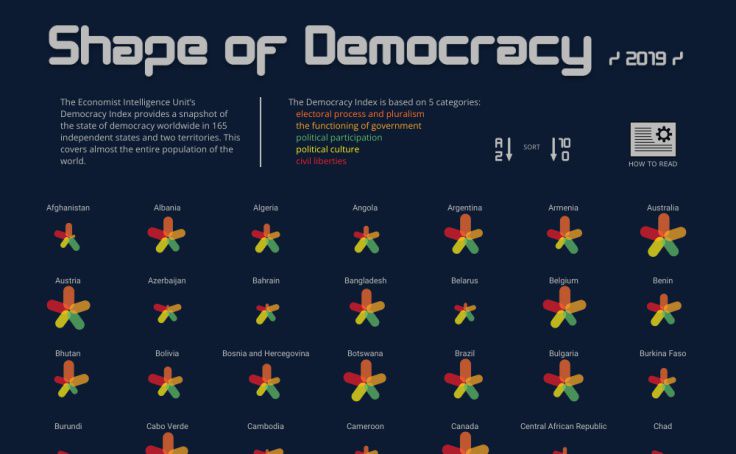 Shape of Democracy / 2019 /
The Economist Intelligence Unit's
Democracy Index provides a snapshot of
the state of democracy worldwide in 165
independent states and two territories. This
covers almost the entire population of the
world.
The Democracy Index is based on 5 categories:
electoral process and pluralism
the functioning of government
political participation
political culture
civil liberties
A
Z
SORT
10
0
HOW TO READ
Afghanistan Albania Algeria Angola Argentina Armenia Australia
Austria Azerbaijan Bahrain Bangladesh Belarus Belgium Benin
Bhutan Bolivia Bosnia and Hercegovina Botswana Brazil Bulgaria Burkina Faso
Burundi Cabo Verde Cambodia Cameroon Canada Central African Republic Chad